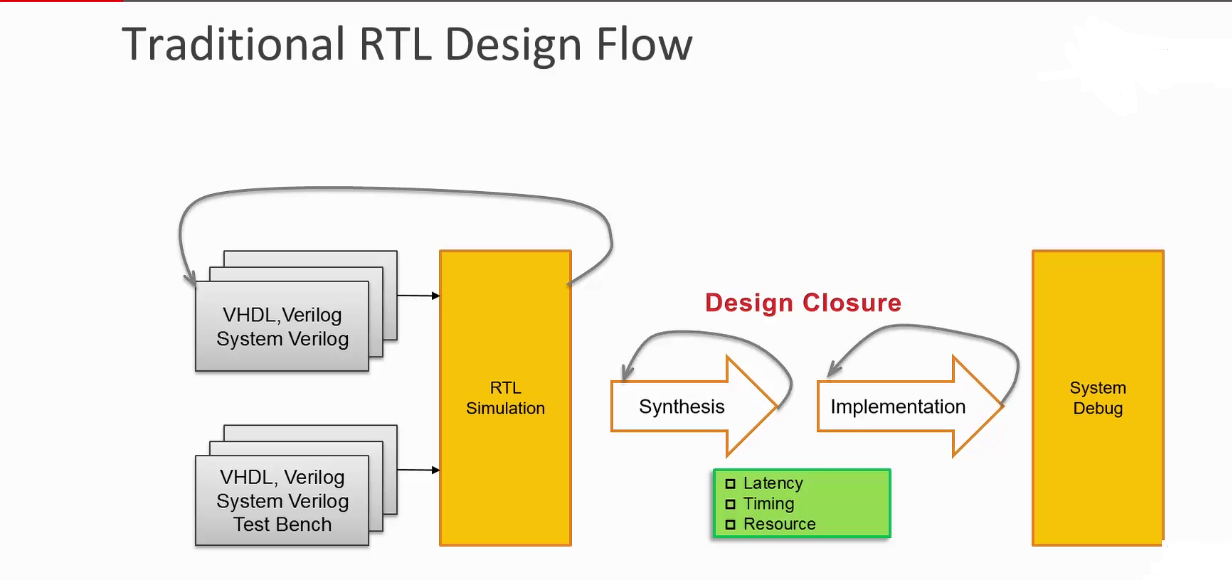 Traditional RTL Design Flow
VHDL,Verilog
System Verilog
VHDL, Verilog
System Verilog
Test Bench
RTL
Simulation
Design Closure
Synthesis
Implementation
Latency
Timing
Resource
System
Debug